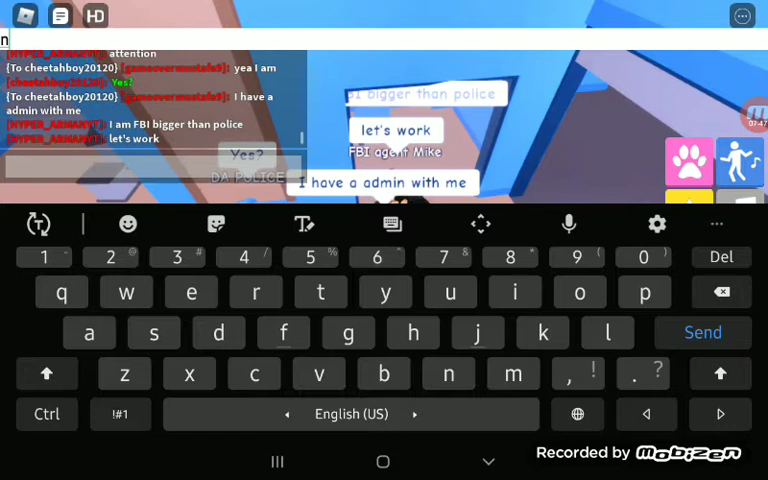 HD
n
[HYPER_ARMANYT]: attention
{To cheetahboy20120} [gameovermustafa9]: yea I am
[cheetahboy20120]: Yes?
{To cheetahboy20120} [gameovermustafa9]: I have a
admin with me
[HYPER_ARMANYT]: I am FBI bigger than police
[HYPER_ARMANYT]: let's work
BI bigger than police
let's work
FBI agent Mike
Yes?
DA POLICE
I have a admin with me
07:47
1 - 2 @ 3 # 4 / 5 % 6 ^ 7 & 8 * 9 ( 0 ) Del
q w e r t y u i o p
a s d f g h j k l Send
z x c v b n m , ! . ?
Ctrl !#1 English (US)
Recorded by mobizen